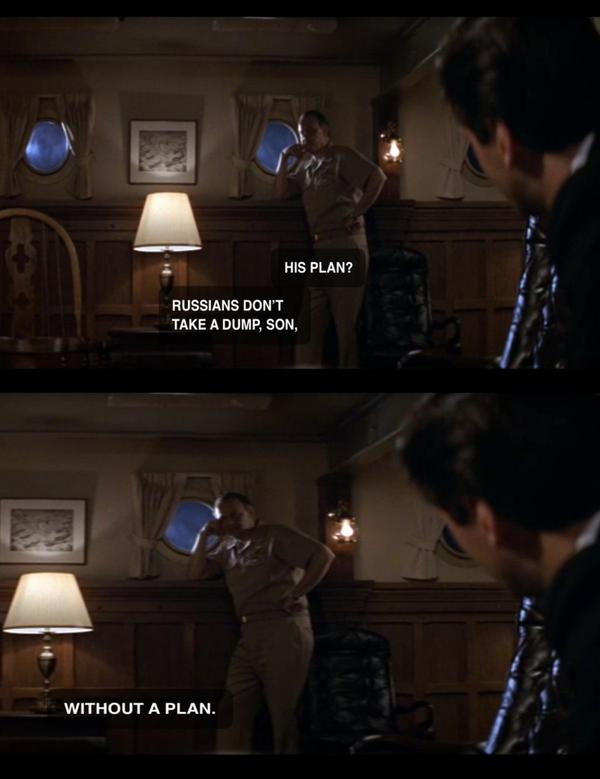 HIS PLAN?
RUSSIANS DON'T
TAKE A DUMP, SON,
WITHOUT A PLAN.